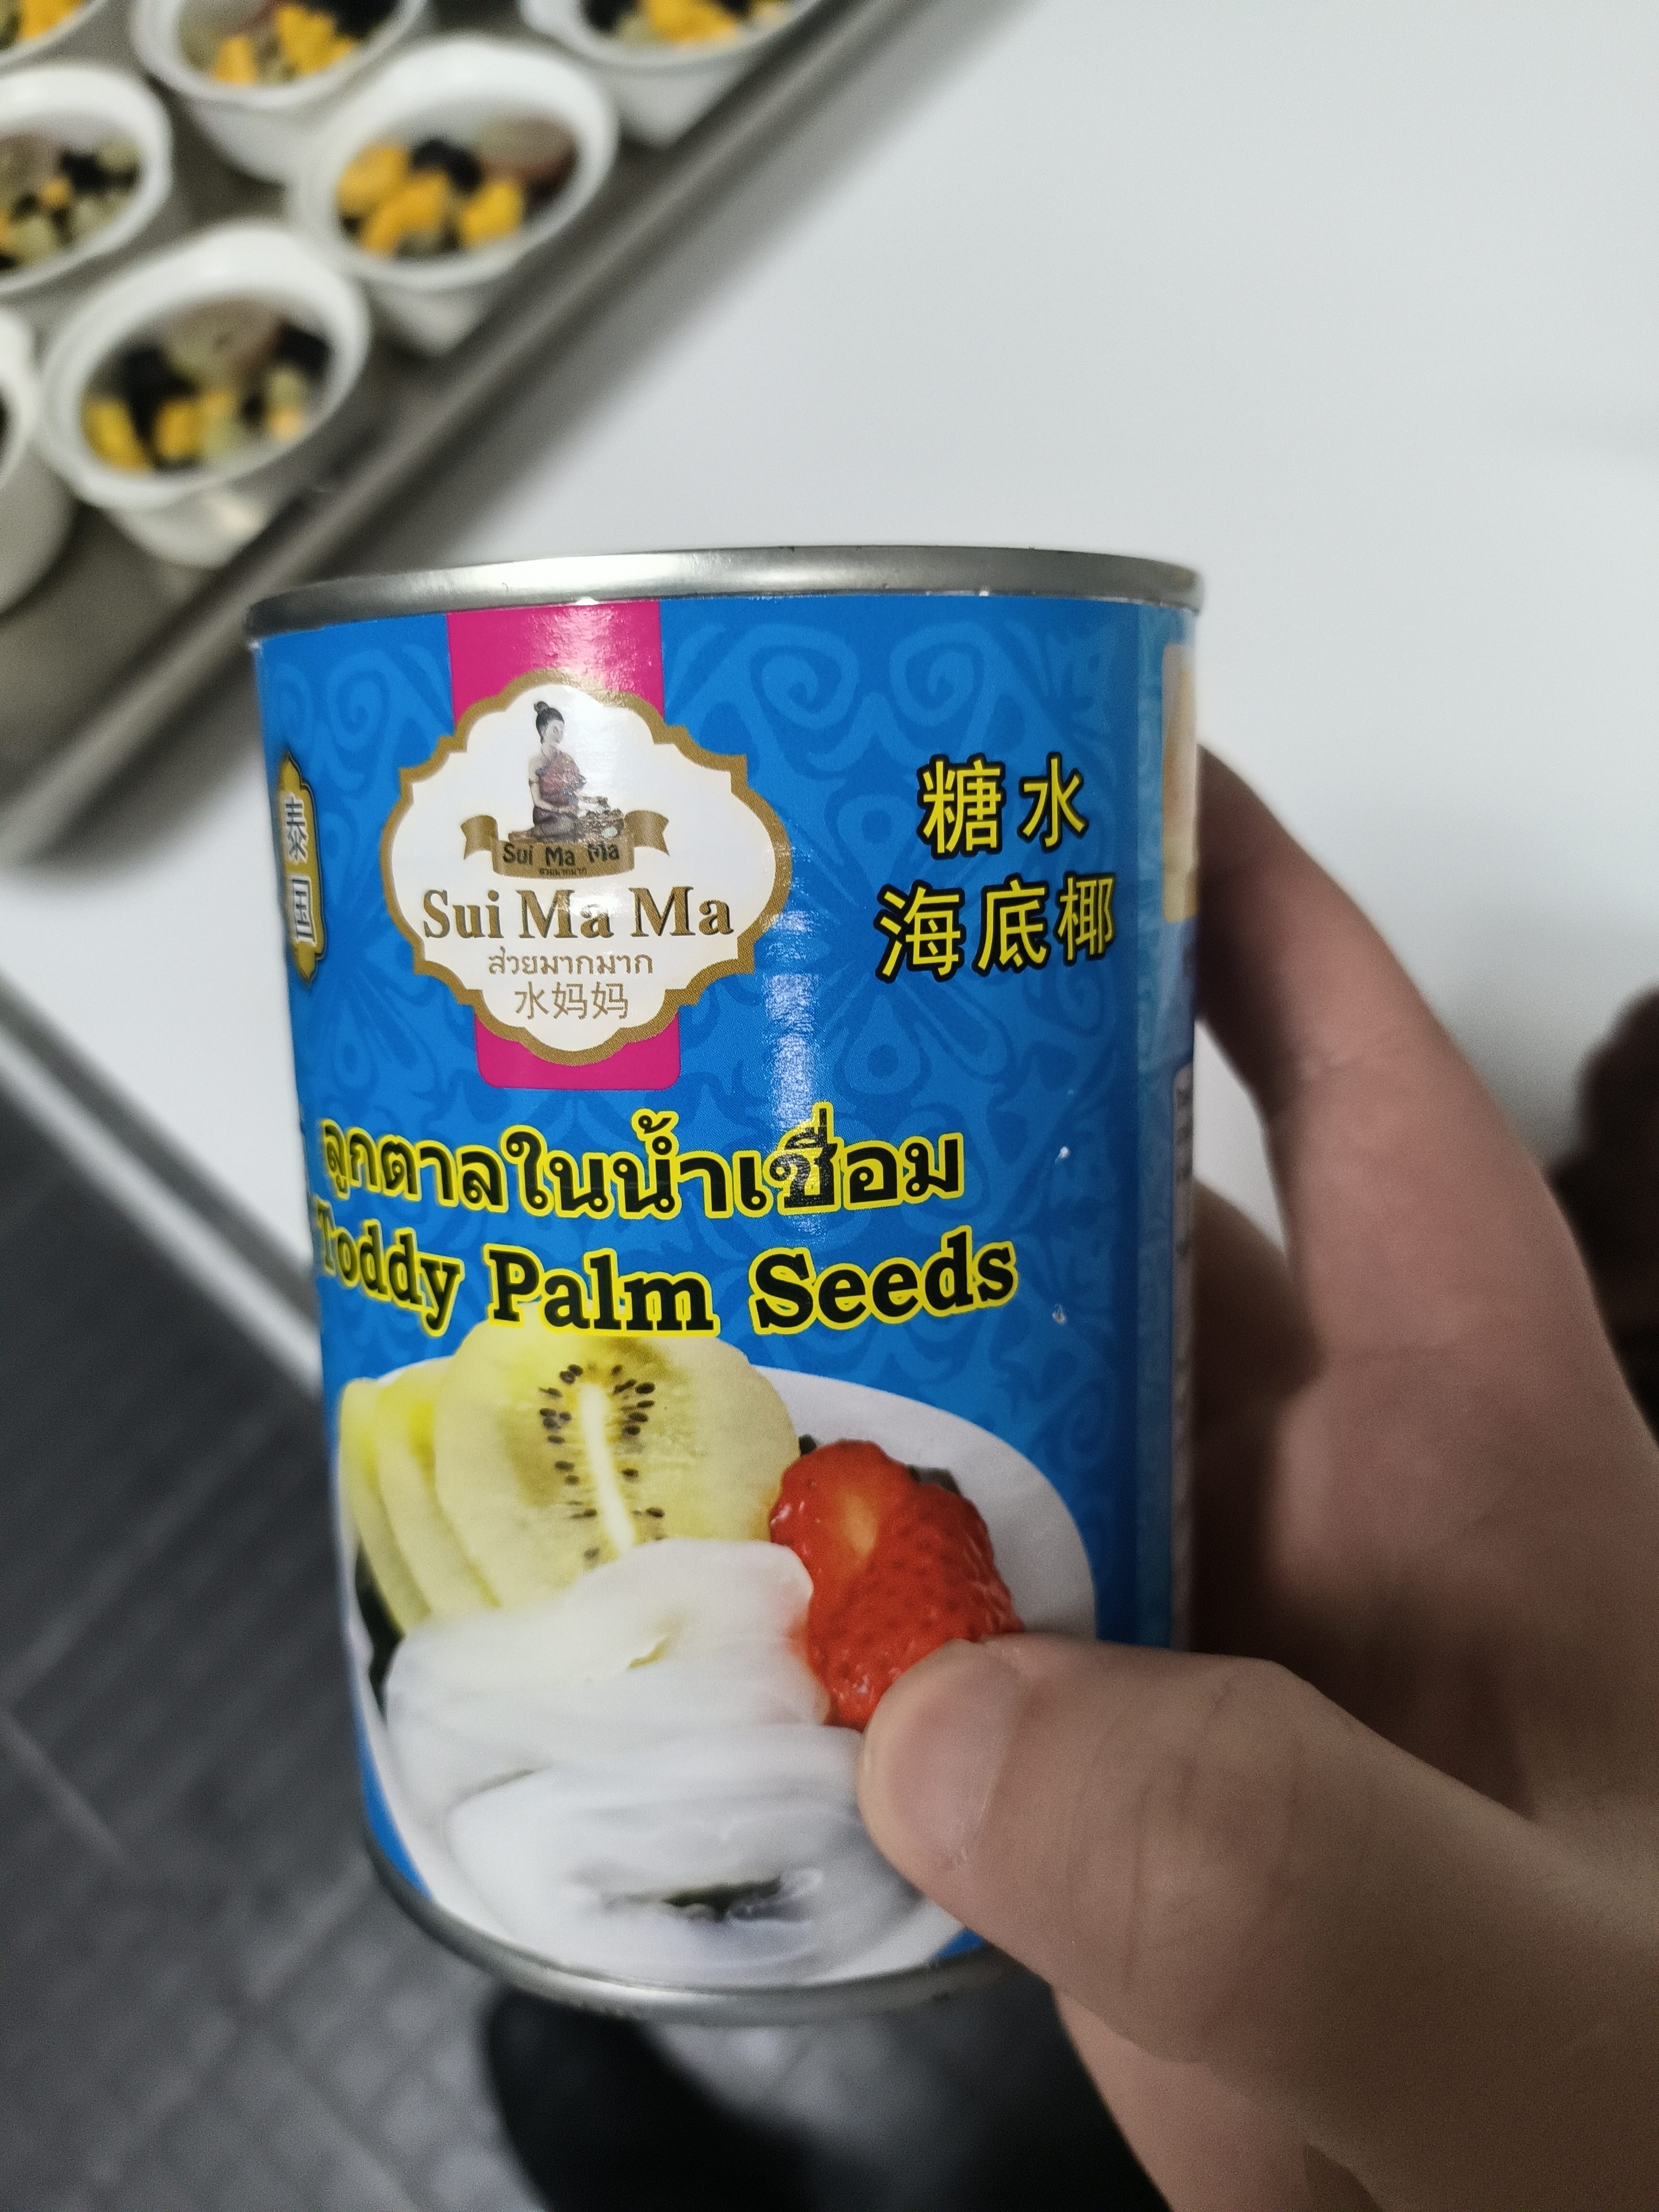 Sui Ma Ma
Sui Ma Ma
ส่วยมากมาก
水妈妈
糖水
海底椰
ลูกตาลในน้ำเชื่อม
Toddy Palm Seeds